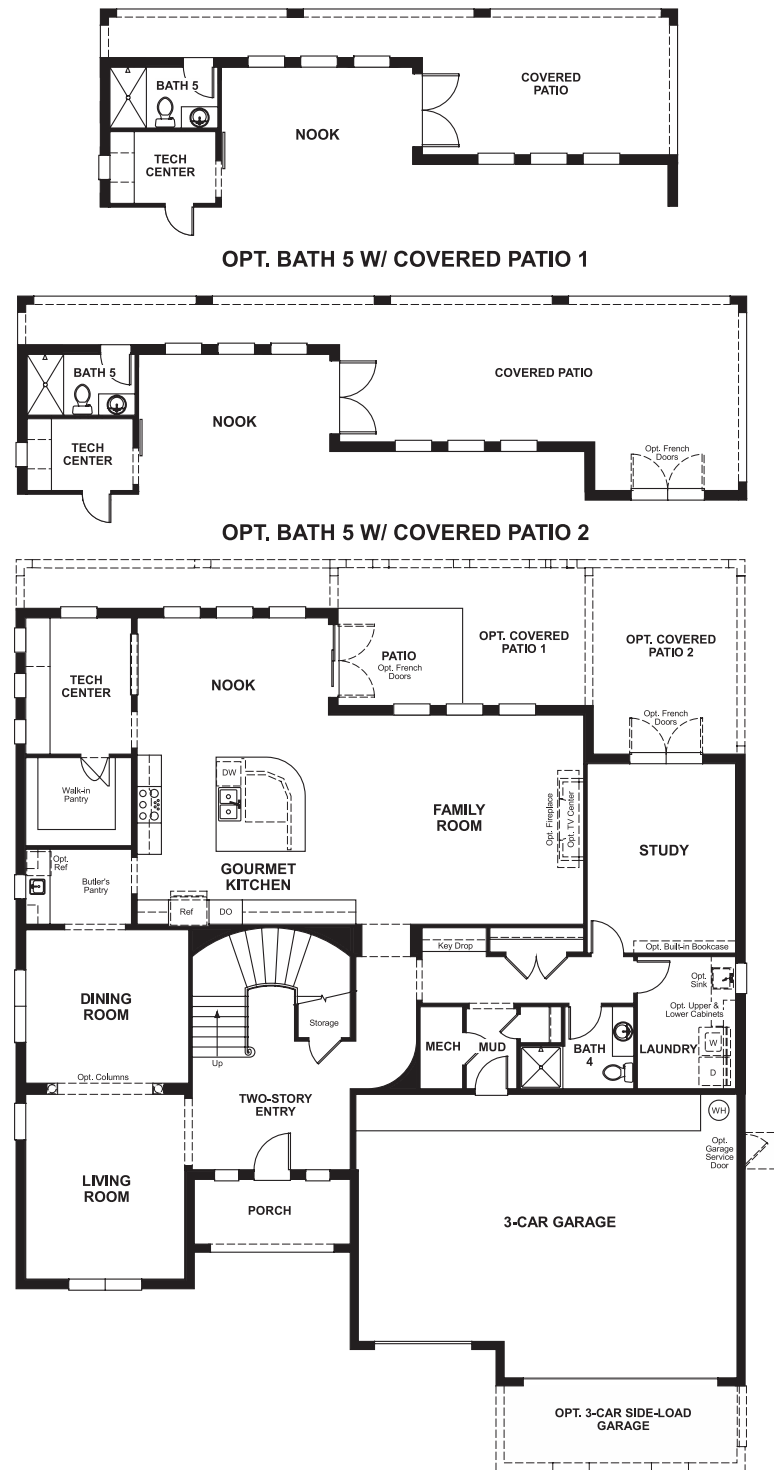 BATH 5
COVERED
PATIO
NOOK
TECH
CENTER
OPT. BATH 5 W/ COVERED PATIO 1
BATH 5
COVERED PATIO
NOOK
TECH
CENTER
Opt. French
Doors
OPT. BATH 5 W/ COVERED PATIO 2
OPT. COVERED
PATIO 1
OPT. COVERED
PATIO 2
PATIO
Opt. French
Doors
TECH
CENTER
NOOK
Opt. French
Doors
DW
Walk-in
Pantry
FAMILY
ROOM
Opt. Fireplace
Opt. TV Center
STUDY
Opt.
Ref
Butler's
Pantry
GOURMET
KITCHEN
Ref
DO
Key Drop
Opt. Built-in Bookcase
DINING
ROOM
Opt.
Sink
Opt. Upper &
Lower Cabinets
Storage
Up
MECH
MUD
BATH
4
LAUNDRY
W
D
Opt. Columns
TWO-STORY
ENTRY
WH
Opt.
Garage
Service
Door
LIVING
ROOM
PORCH
3-CAR GARAGE
OPT. 3-CAR SIDE-LOAD
GARAGE